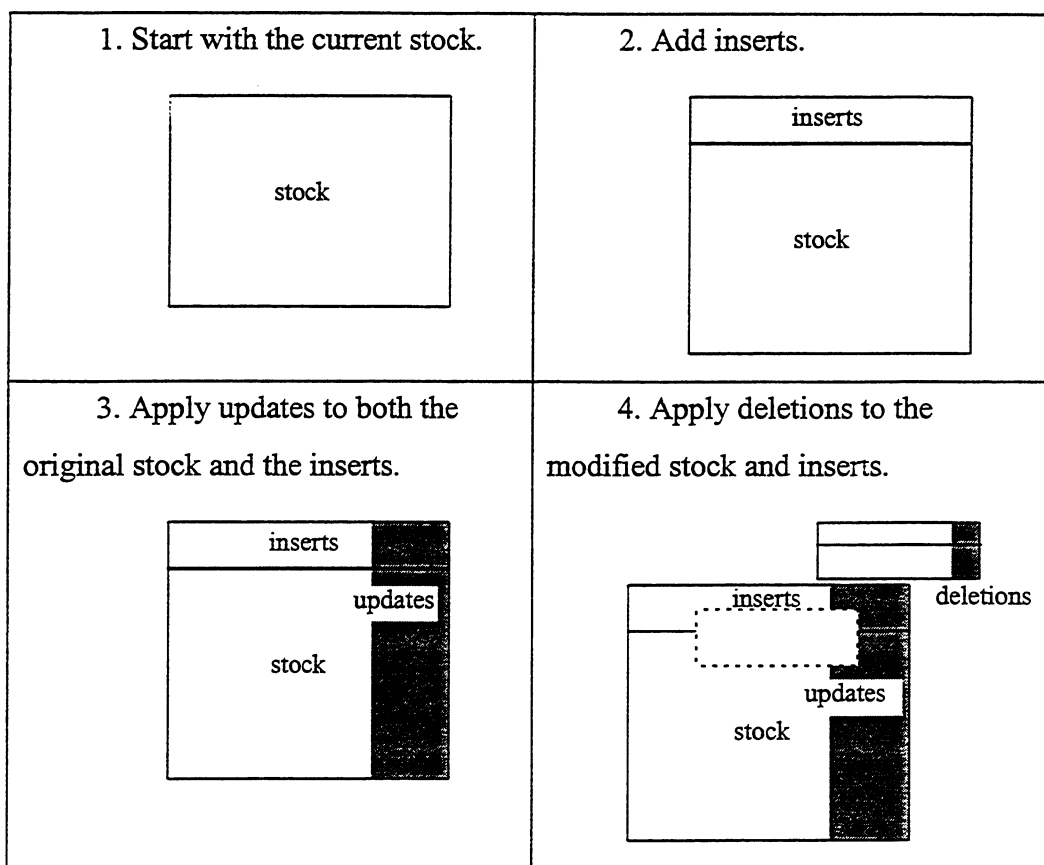 1. Start with the current stock.
stock
2. Add inserts.
inserts
stock
3. Apply updates to both the
original stock and the inserts.
inserts
updates
stock
4. Apply deletions to the
modified stock and inserts.
inserts
deletions
updates
stock